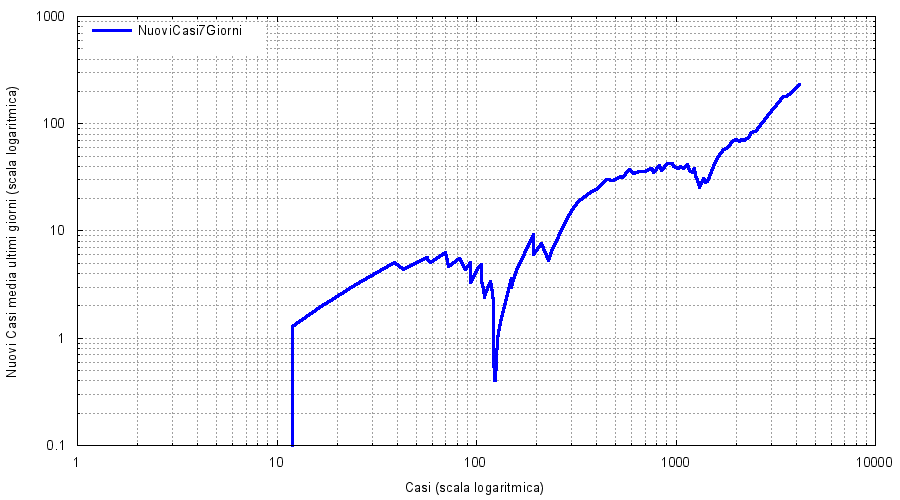 1000
NuoviCasi7Giorni
100
10
1
0.1
Nuovi Casi media ultimi giorni (scala logaritmica)
1 10 100 1000 10000
Casi (scala logaritmica)